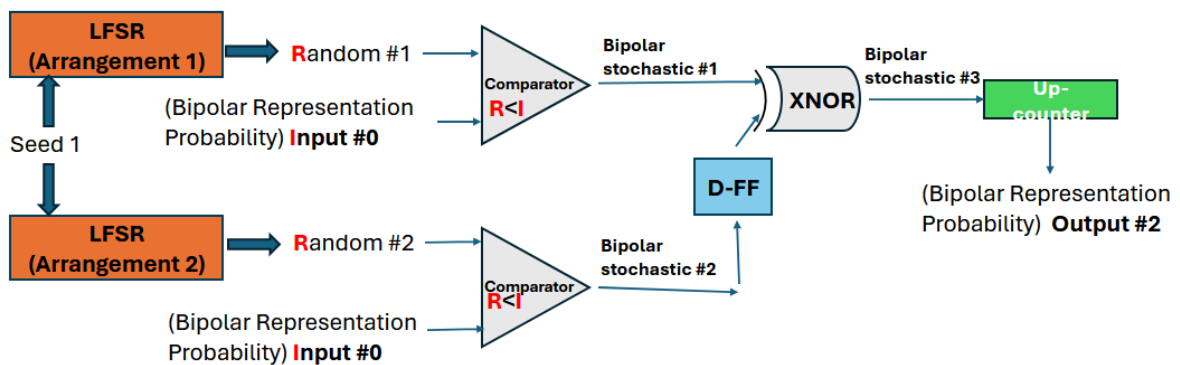 LFSR
(Arrangement 1)
Random #1
(Bipolar Representation
Probability) Input #0
Comparator
R<I
Bipolar
stochastic #1
XNOR
Bipolar
stochastic #3
Up-
counter
Seed 1
D-FF
(Bipolar Representation
Probability) Output #2
LFSR
(Arrangement 2)
Random #2
Comparator
R<I
Bipolar
stochastic #2
(Bipolar Representation
Probability) Input #0